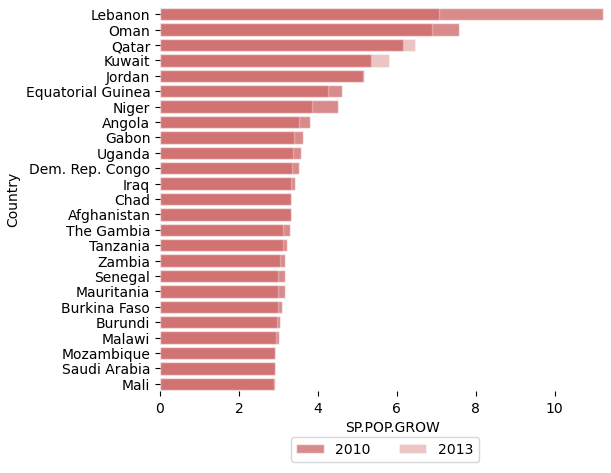 Lebanon
Oman
Qatar
Kuwait
Jordan
Equatorial Guinea
Niger
Angola
Gabon
Uganda
Dem. Rep. Congo
Iraq
Chad
Afghanistan
The Gambia
Tanzania
Zambia
Senegal
Mauritania
Burkina Faso
Burundi
Malawi
Mozambique
Saudi Arabia
Mali
Country
0 2 4 6 8 10
SP.POP.GROW
2010 2013